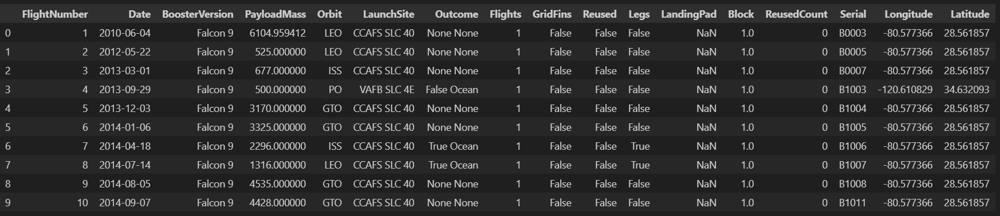 FlightNumber Date BoosterVersion PayloadMass Orbit LaunchSite Outcome Flights GridFins Reused Legs LandingPad Block ReusedCount Serial Longitude Latitude
0 1 2010-06-04 Falcon 9 6104.959412 LEO CCAFS SLC 40 None None 1 False False False NaN 1.0 0 B0003 -80.577366 28.561857
1 2 2012-05-22 Falcon 9 525.000000 LEO CCAFS SLC 40 None None 1 False False False NaN 1.0 0 B0005 -80.577366 28.561857
2 3 2013-03-01 Falcon 9 677.000000 ISS CCAFS SLC 40 None None 1 False False False NaN 1.0 0 B0007 -80.577366 28.561857
3 4 2013-09-29 Falcon 9 500.000000 PO VAFB SLC 4E False Ocean 1 False False False NaN 1.0 0 B1003 -120.610829 34.632093
4 5 2013-12-03 Falcon 9 3170.000000 GTO CCAFS SLC 40 None None 1 False False False NaN 1.0 0 B1004 -80.577366 28.561857
5 6 2014-01-06 Falcon 9 3325.000000 GTO CCAFS SLC 40 None None 1 False False False NaN 1.0 0 B1005 -80.577366 28.561857
6 7 2014-04-18 Falcon 9 2296.000000 ISS CCAFS SLC 40 True Ocean 1 False False True NaN 1.0 0 B1006 -80.577366 28.561857
7 8 2014-07-14 Falcon 9 1316.000000 LEO CCAFS SLC 40 True Ocean 1 False False True NaN 1.0 0 B1007 -80.577366 28.561857
8 9 2014-08-05 Falcon 9 4535.000000 GTO CCAFS SLC 40 None None 1 False False False NaN 1.0 0 B1008 -80.577366 28.561857
9 10 2014-09-07 Falcon 9 4428.000000 GTO CCAFS SLC 40 None None 1 False False False NaN 1.0 0 B1011 -80.577366 28.561857